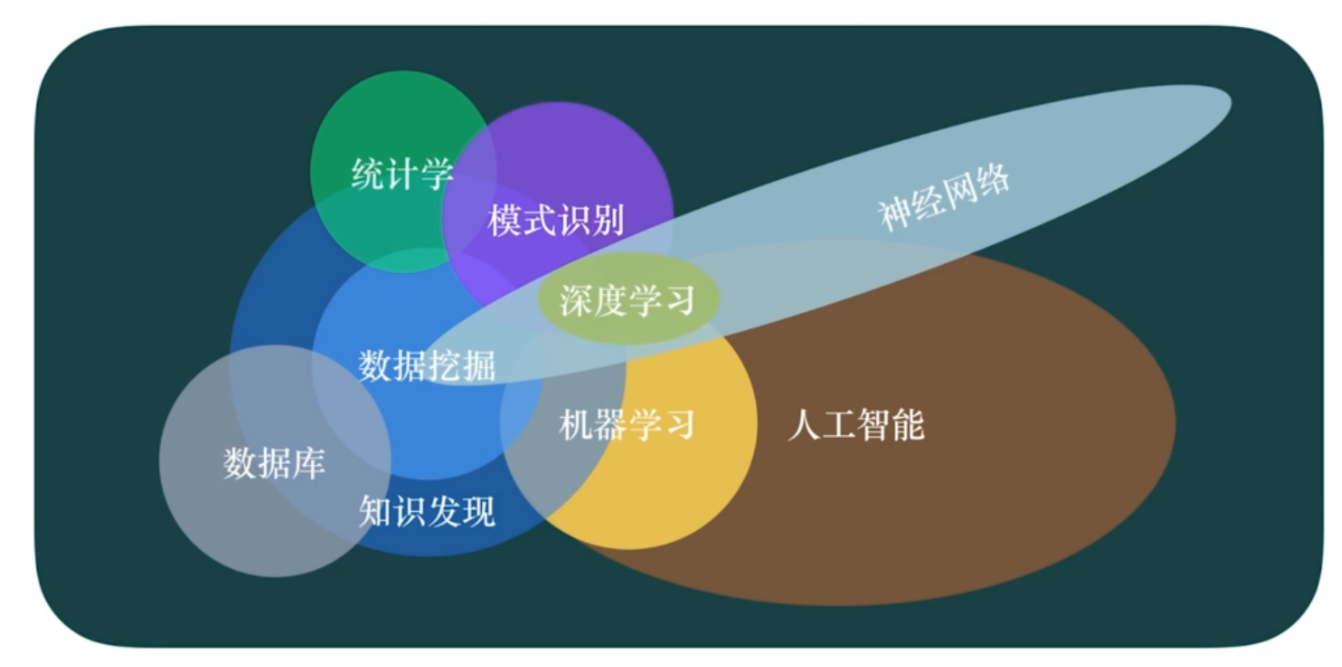 统计学
模式识别
神经网络
深度学习
数据挖掘
机器学习
人工智能
数据库
知识发现